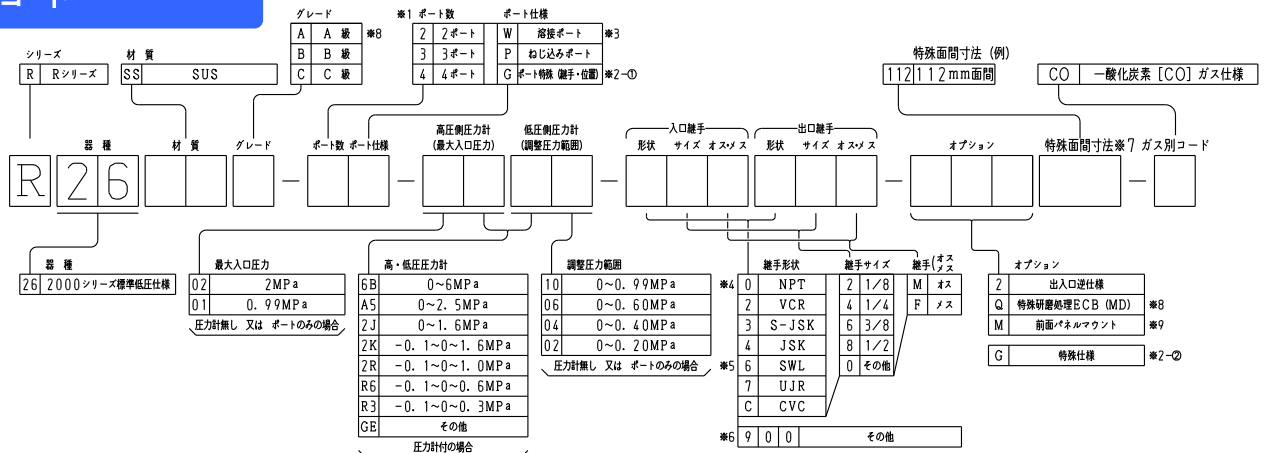 グレード
A A 級 ※8
B B 級
C C 級
※1 ポート数
2 2ポート
3 3ポート
4 4ポート
ポート仕様
W 溶接ポート ※3
P ねじ込みポート
G ポート特殊(継手・位置) ※2-①
シリーズ
R Rシリーズ
材 質
SS SUS
特殊面間寸法 (例)
112 112mm面間
CO 一酸化炭素 [CO] ガス仕様
器 種
材 質
グレード
ポート数 ポート仕様
高圧側圧力計
(最大入口圧力)
低圧側圧力計
(調整圧力範囲)
入口継手
形状 サイズ オス・メス
出口継手
形状 サイズ オス・メス
オプション
特殊面間寸法※7 ガス別コード
R 2 6 — — — — —
器 種
26 2000シリーズ標準低圧仕様
最大入口圧力
02 2MPa
01 0.99MPa
圧力計無し 又は ポートのみの場合
高・低圧圧力計
6B 0~6MPa
A5 0~2.5MPa
2J 0~1.6MPa
2K -0.1~0~1.6MPa
2R -0.1~0~1.0MPa
R6 -0.1~0~0.6MPa
R3 -0.1~0~0.3MPa
GE その他
圧力計付の場合
調整圧力範囲
10 0~0.99MPa
06 0~0.60MPa
04 0~0.40MPa
02 0~0.20MPa
圧力計無し 又は ポートのみの場合
継手形状
※4 0 NPT
2 VCR
3 S-JSK
4 JSK
※5 6 SWL
7 UJR
C CVC
※6 9 0 0 その他
継手サイズ
2 1/8
4 1/4
6 3/8
8 1/2
0 その他
継手(オス
メス
M オス
F メス
オプション
2 出入口逆仕様
Q 特殊研磨処理ECB (MD) ※8
M 前面パネルマウント ※9
G 特殊仕様 ※2-②